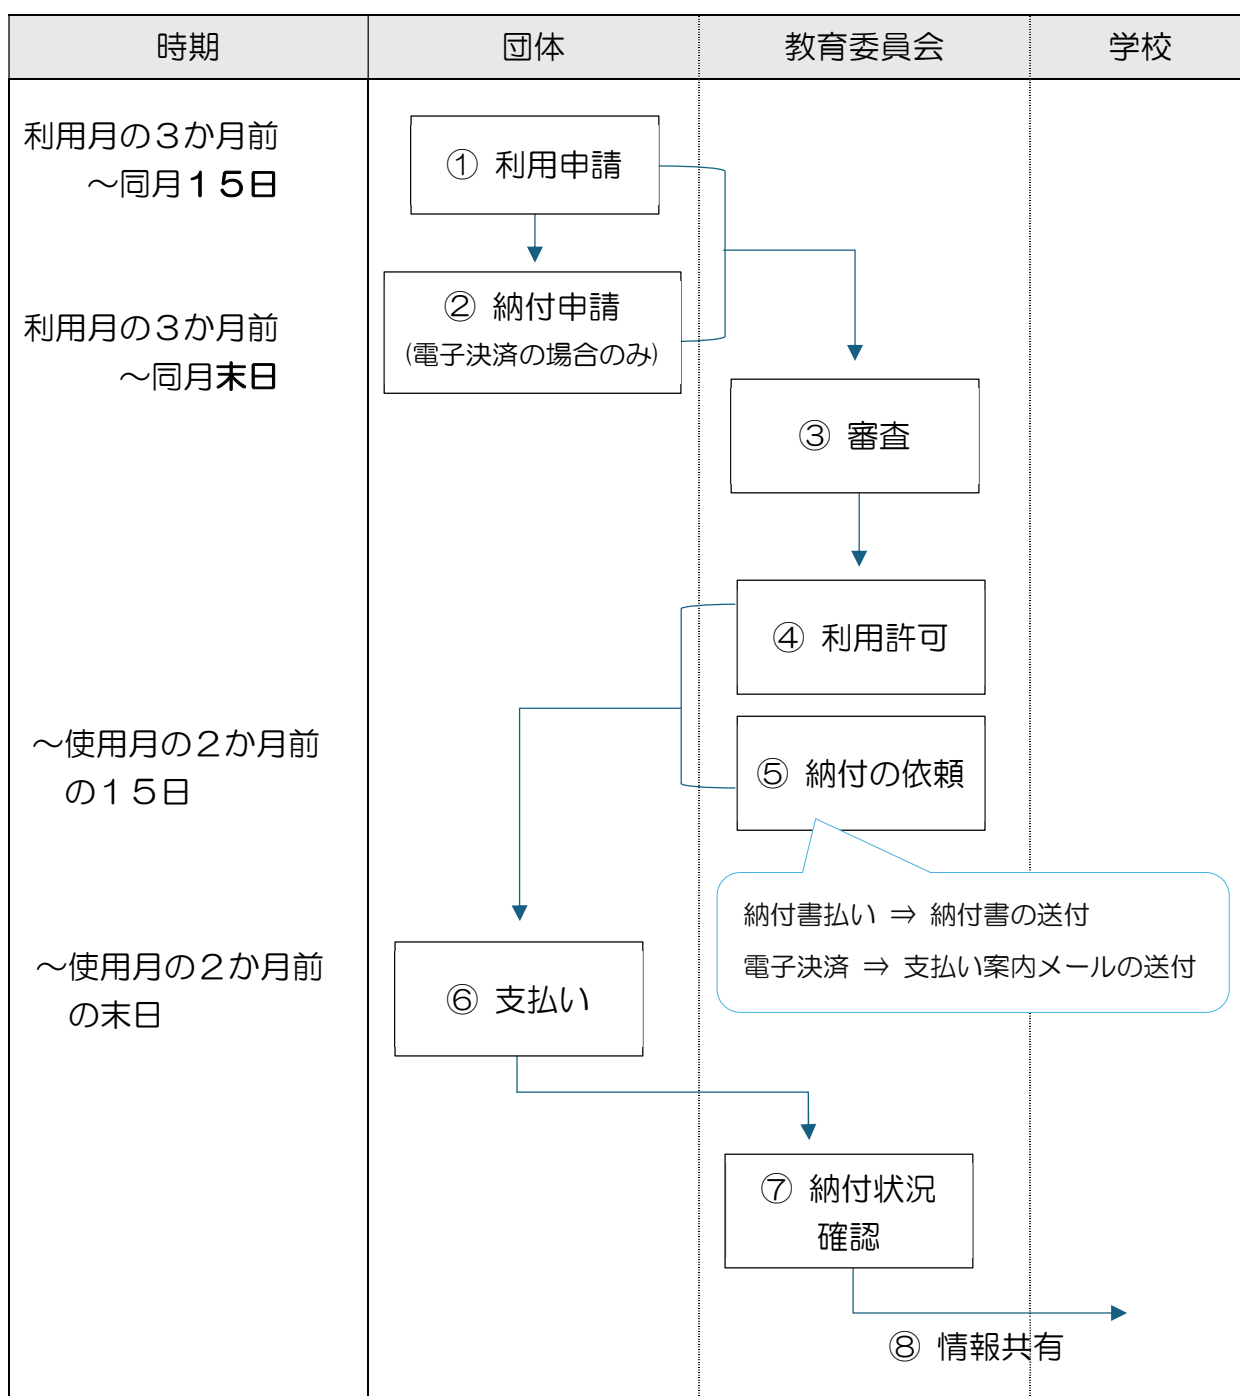 時期 団体 教育委員会 学校
利用月の３か月前
～同月１５日
① 利用申請
② 納付申請
(電子決済の場合のみ)
利用月の３か月前
～同月末日
③ 審査
④ 利用許可
～使用月の２か月前
の１５日
⑤ 納付の依頼
納付書払い ⇒ 納付書の送付
電子決済 ⇒ 支払い案内メールの送付
～使用月の２か月前
の末日
⑥ 支払い
⑦ 納付状況
確認
⑧ 情報共有